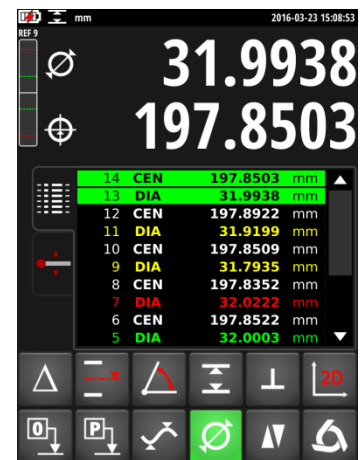 mm 2016-03-23 15:08:53
REF 9
31.9938
197.8503
14 CEN 197.8503 mm
13 DIA 31.9938 mm
12 CEN 197.8922 mm
11 DIA 31.9199 mm
10 CEN 197.8509 mm
9 DIA 31.7935 mm
8 CEN 197.8352 mm
7 DIA 32.0222 mm
6 CEN 197.8522 mm
5 DIA 32.0003 mm
2D
0 P